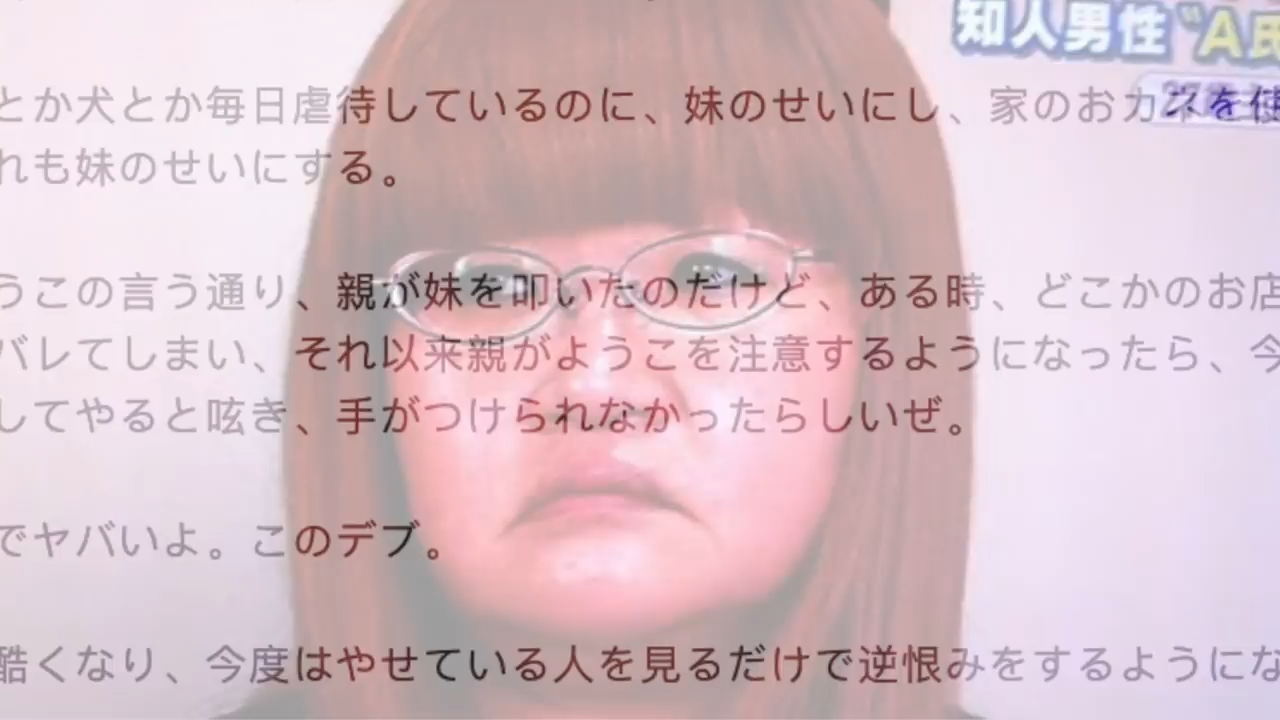 知人男性“A氏
とか犬とか毎日虐待しているのに、妹のせいにし、家のおカネを使
れも妹のせいにする。
うこの言う通り、親が妹を叩いたのだけど、ある時、どこかのお店
バレてしまい、それ以来親がようこを注意するようになったら、今
してやると呟き、手がつけられなかったらしいぜ。
でヤバいよ。このデブ。
酷くなり、今度はやせている人を見るだけで逆恨みをするようにな